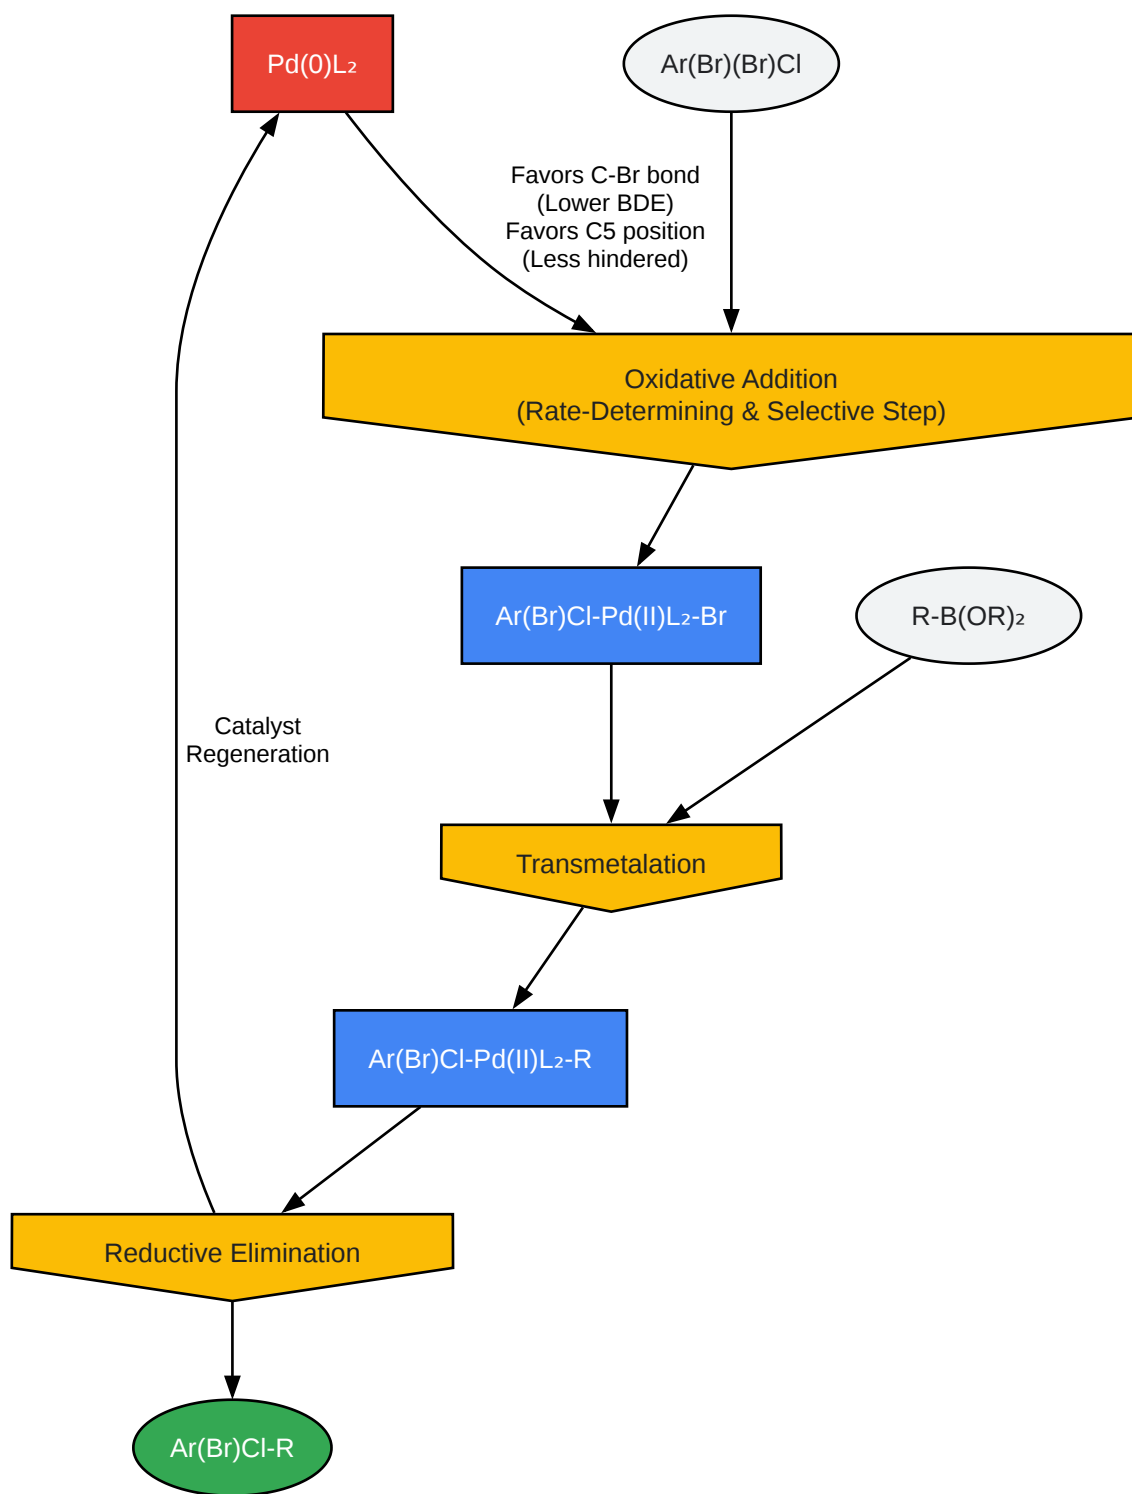 Pd(0)L₂
Ar(Br)(Br)Cl
Favors C-Br bond
(Lower BDE)
Favors C5 position
(Less hindered)
Oxidative Addition
(Rate-Determining & Selective Step)
Ar(Br)Cl-Pd(II)L₂-Br
R-B(OR)₂
Catalyst
Regeneration
Transmetalation
Ar(Br)Cl-Pd(II)L₂-R
Reductive Elimination
Ar(Br)Cl-R